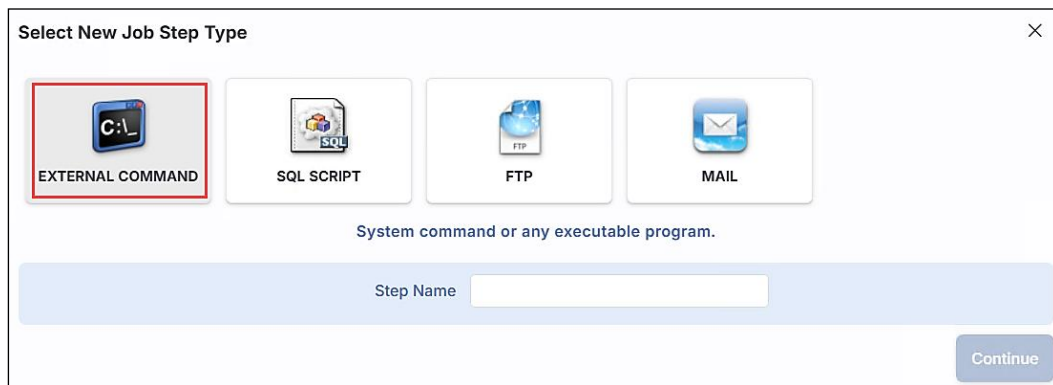 Select New Job Step Type
C:\_
SQL
FTP
EXTERNAL COMMAND
SQL SCRIPT
FTP
MAIL
System command or any executable program.
Step Name
Continue